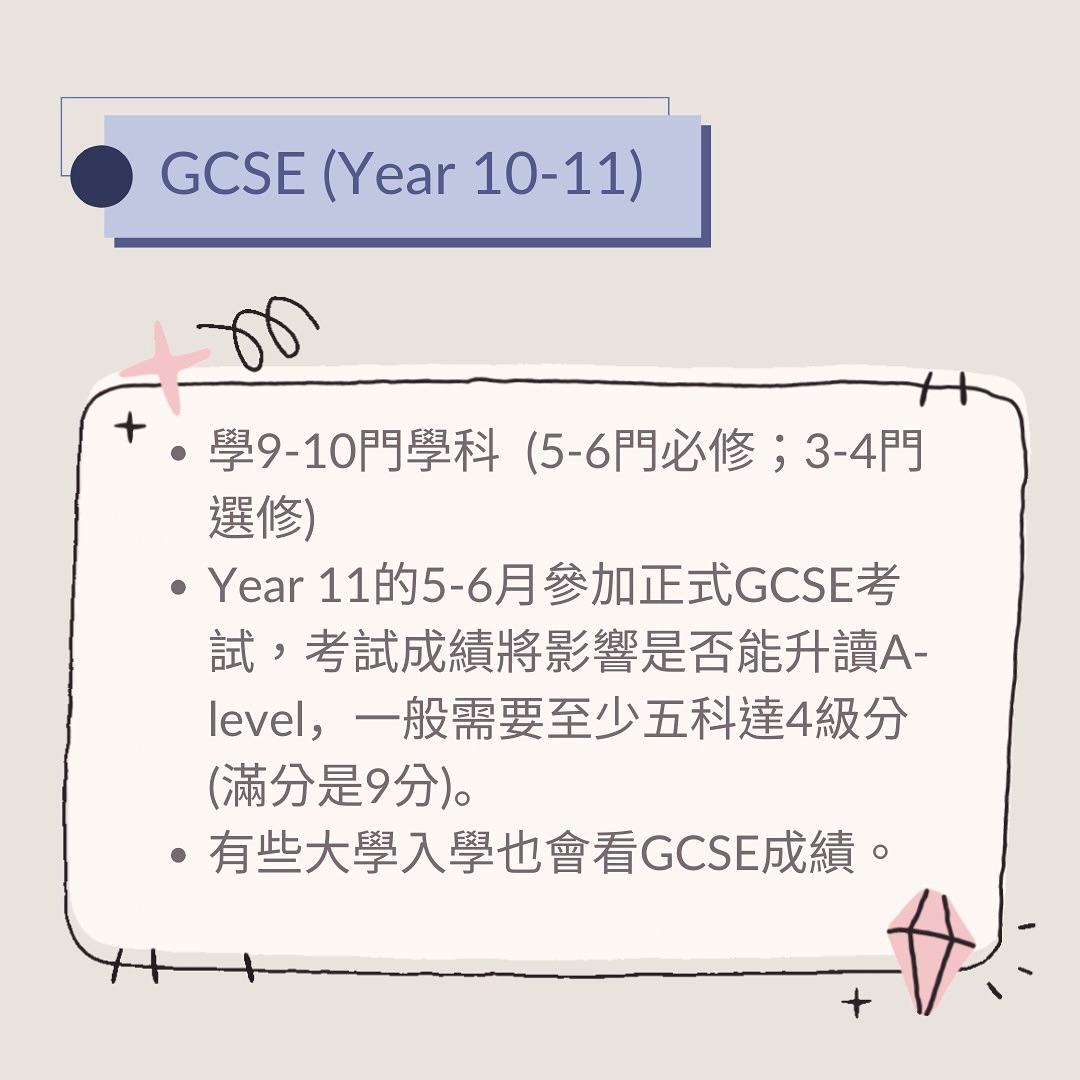 GCSE (Year 10-11)
• 學9-10門學科 (5-6門必修；3-4門
選修)
• Year 11的5-6月參加正式GCSE考
試，考試成績將影響是否能升讀A-
level，一般需要至少五科達4級分
(滿分是9分)。
• 有些大學入學也會看GCSE成績。